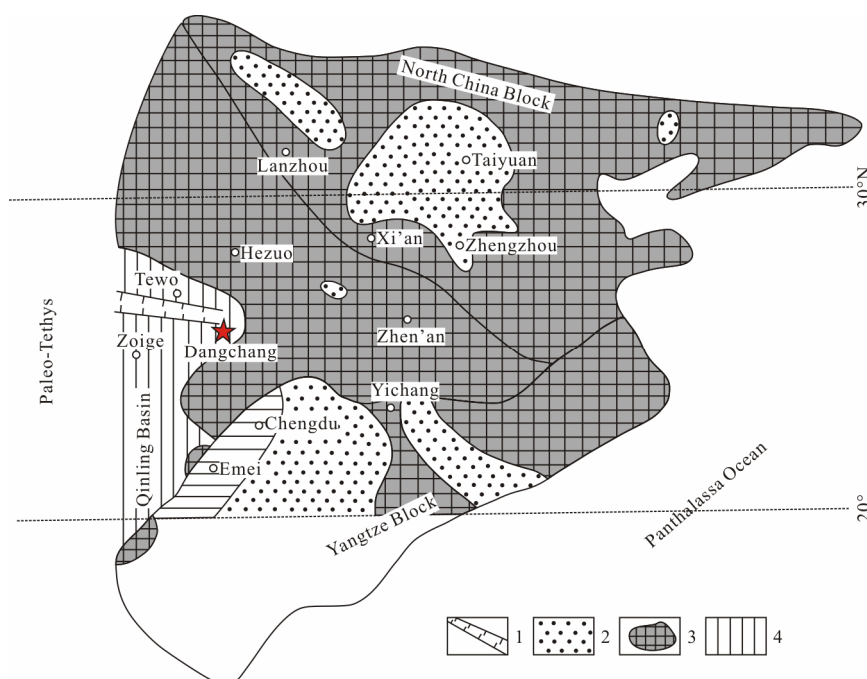 North China Block
Lanzhou
Taiyuan
30°N
Xi'an
Zhengzhou
Hezuo
Tewo
Zhen'an
Zoige
Dangchang
Paleo-Tethys
Yichang
Chengdu
Qinling Basin
Emei
Panthalassa Ocean
20°
Yangtze Block
1
2
3
4